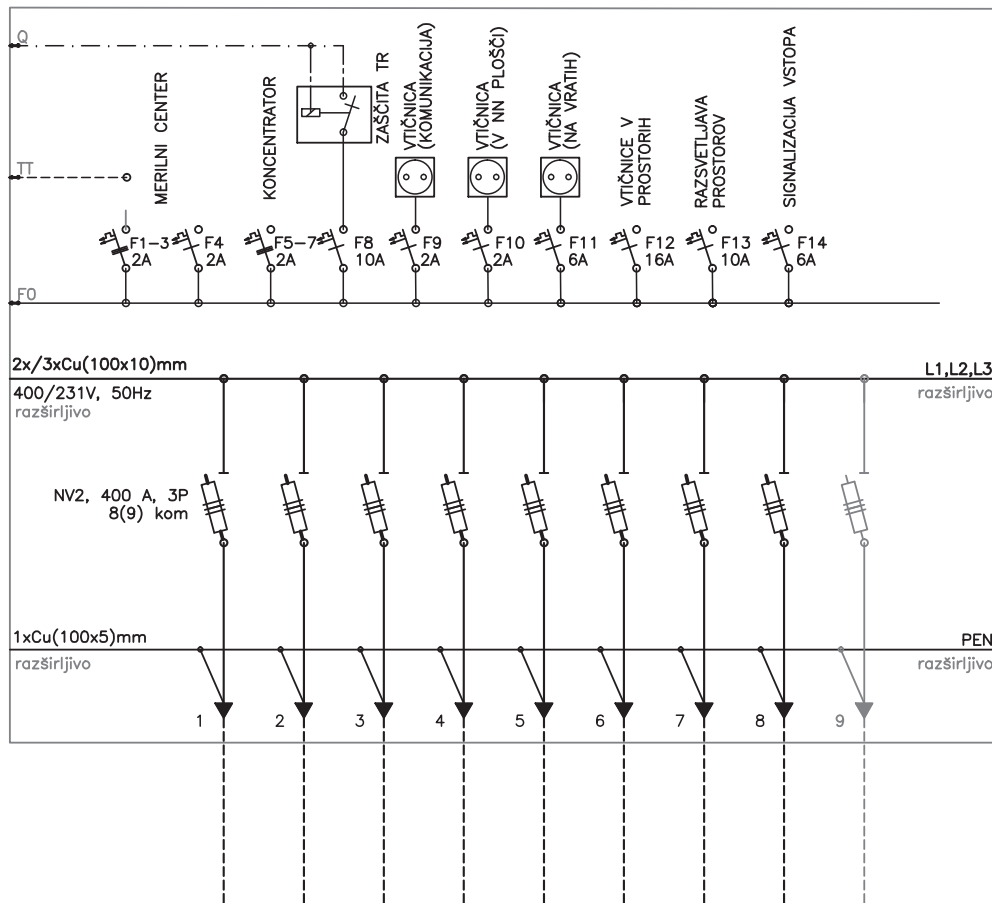 Q
TT
F0
MERILNI CENTER
KONCENTRATOR
ZAŠČITA TR
VTIČNICA
(KOMUNIKACIJA)
VTIČNICA
(V NN PLOŠČI)
VTIČNICA
(NA VRATIH)
VTIČNICE V
PROSTORIH
RAZSVETLJAVA
PROSTOROV
SIGNALIZACIJA VSTOPA
F1-3
2A
F4
2A
F5-7
2A
F8
10A
F9
2A
F10
2A
F11
6A
F12
16A
F13
10A
F14
6A
2x/3xCu(100x10)mm
L1,L2,L3
400/231V, 50Hz
razširljivo
razširljivo
NV2, 400 A, 3P
8(9) kom
1xCu(100x5)mm
PEN
razširljivo
razširljivo
1
2
3
4
5
6
7
8
9